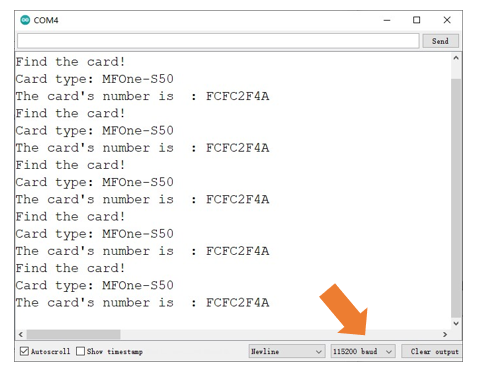 COM4
Send
Find the card!
Card type: MFOne-S50
The card's number is  : FCFC2F4A
Find the card!
Card type: MFOne-S50
The card's number is  : FCFC2F4A
Find the card!
Card type: MFOne-S50
The card's number is  : FCFC2F4A
Find the card!
Card type: MFOne-S50
The card's number is  : FCFC2F4A
Find the card!
Card type: MFOne-S50
The card's number is  : FCFC2F4A
Autoscroll Show timestamp Newline 115200 baud Clear output